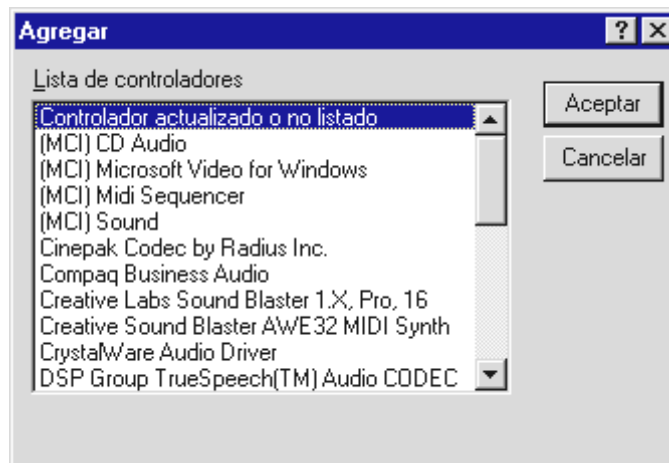 Agregar
Lista de controladores
Controlador actualizado o no listado
(MCI) CD Audio
(MCI) Microsoft Video for Windows
(MCI) Midi Sequencer
(MCI) Sound
Cinepak Codec by Radius Inc.
Compaq Business Audio
Creative Labs Sound Blaster 1.X, Pro, 16
Creative Sound Blaster AWE32 MIDI Synth
CrystalWare Audio Driver
DSP Group TrueSpeech(TM) Audio CODEC
Aceptar
Cancelar